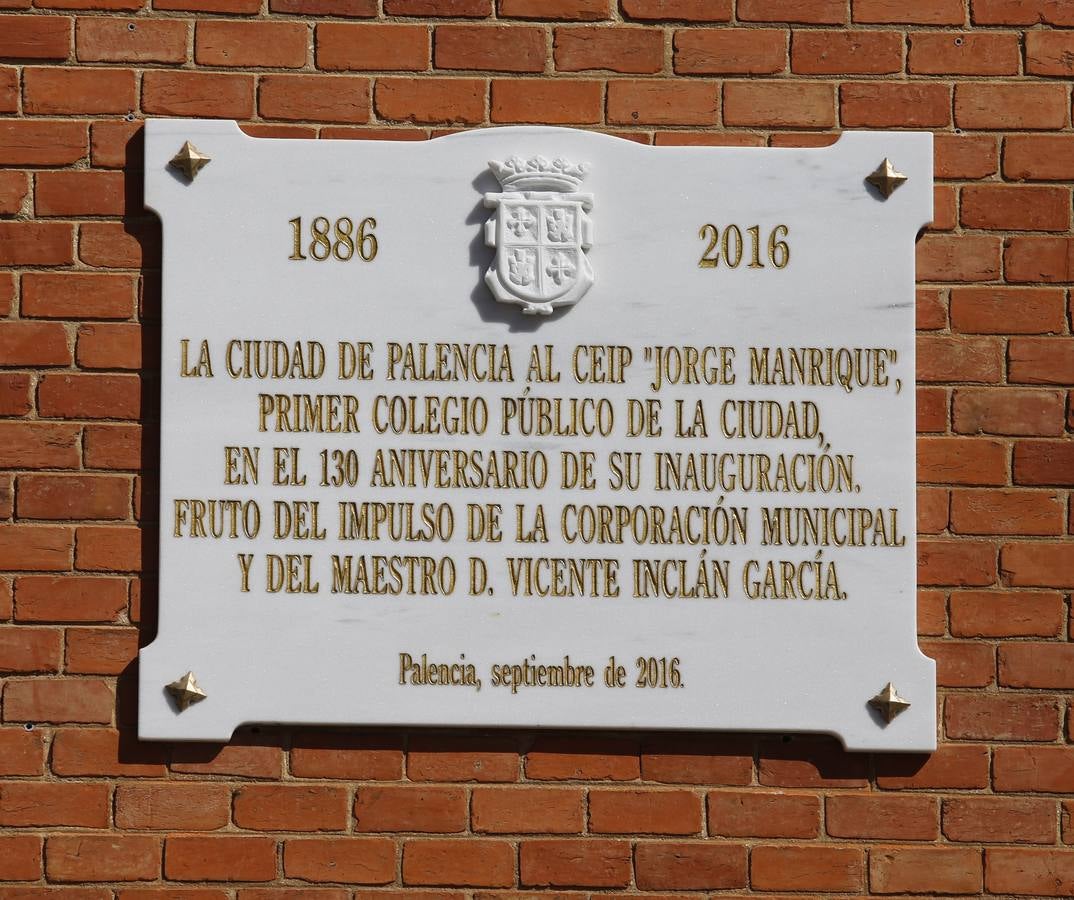 1886 2016
LA CIUDAD DE PALENCIA AL CEIP "JORGE MANRIQUE",
PRIMER COLEGIO PÚBLICO DE LA CIUDAD,
EN EL 130 ANIVERSARIO DE SU INAUGURACIÓN.
FRUTO DEL IMPULSO DE LA CORPORACIÓN MUNICIPAL
Y DEL MAESTRO D. VICENTE INCLÁN GARCÍA.
Palencia, septiembre de 2016.